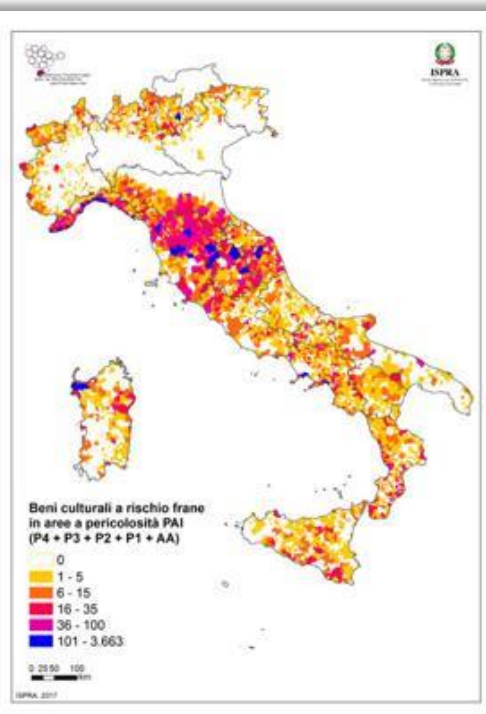 ISPRA
Beni culturali a rischio frane
in aree a pericolosità PAI
(P4 + P3 + P2 + P1 + AA)
0
1 - 5
6 - 15
16 - 35
36 - 100
101 - 3.663
0 25 50 100
km
ISPRA, 2017